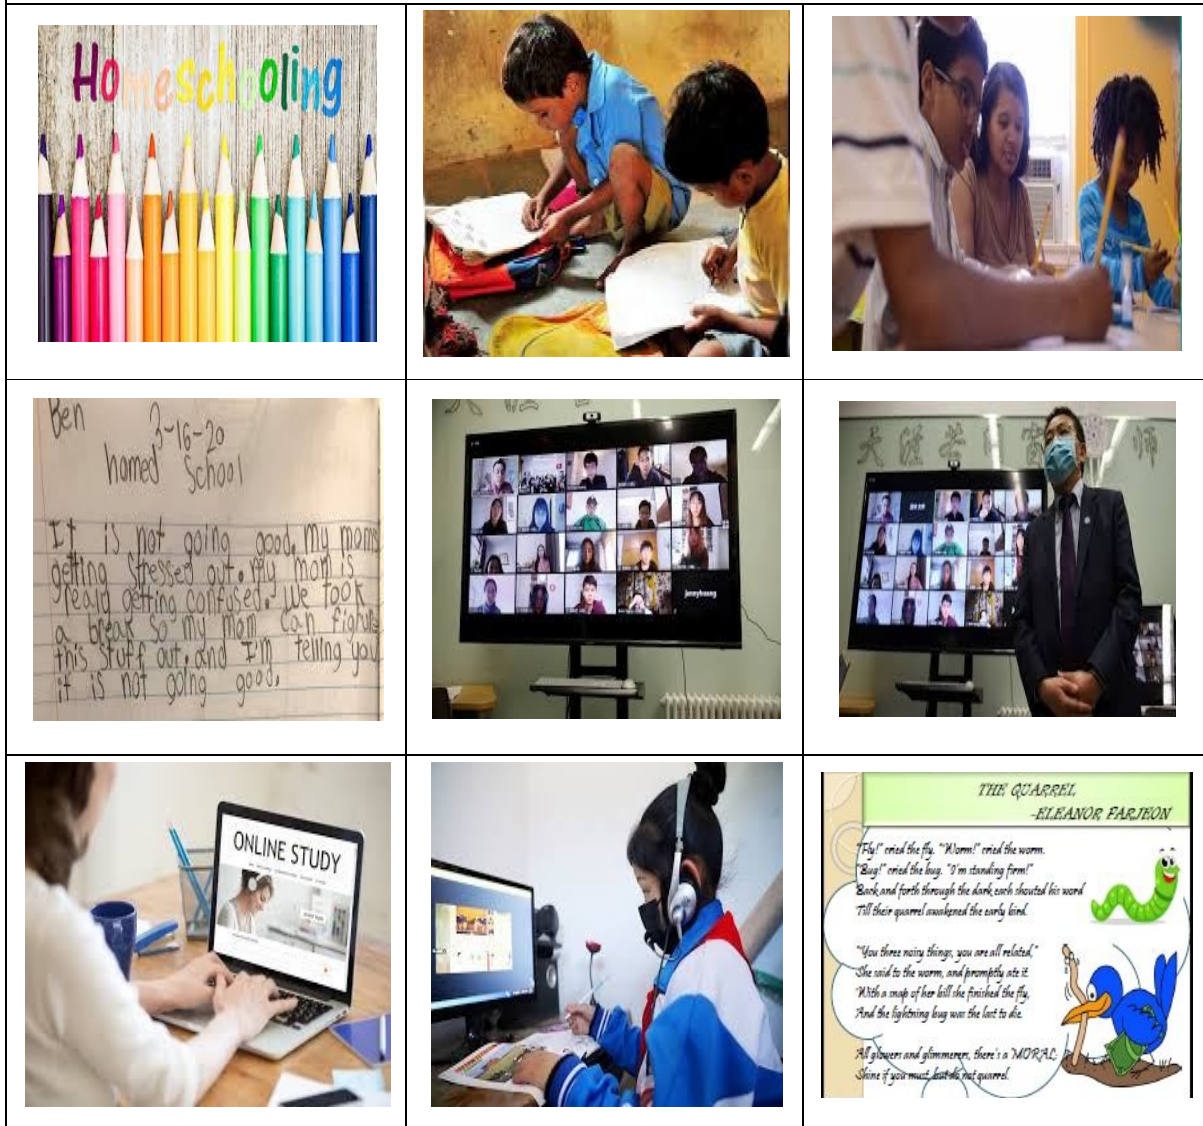 Homeschooling
Ben
3-16-20
homed School
It is not going good. my moms
getting Stressed out. my mom is
getting confused. we took
a break so my mom can fighure
this stuff out. and I'm telling you
it is not going good.
jennyhuang
师
ONLINE STUDY
THE QUARREL
-ELEANOR FARJEON
"Fly!" cried the fly. "Worm!" cried the worm.
"Bug!" cried the bug. "I'm standing firm!"
Back and forth through the dark each shouted his word
Till their quarrel awakened the early bird.
"You three noisy things, you are all related,"
She said to the worm, and promptly ate it.
With a snap of her bill she finished the fly,
And the lightning bug was the last to die.
All glowers and glimmerers, there's a MORAL:
Shine if you must, but do not quarrel.